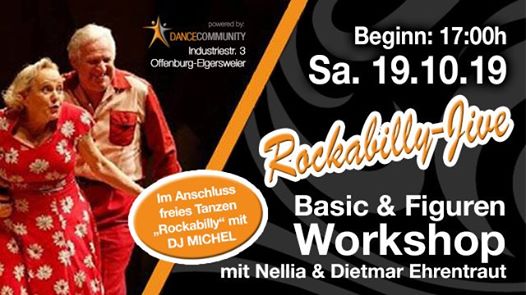 powered by:
DANCECOMMUNITY
Industriestr. 3
Offenburg-Elgersweier
Beginn: 17:00h
Sa. 19.10.19
Rockabilly-Jive
Basic & Figuren
Workshop
mit Nellia & Dietmar Ehrentraut
Im Anschluss
freies Tanzen
„Rockabilly" mit
DJ MICHEL